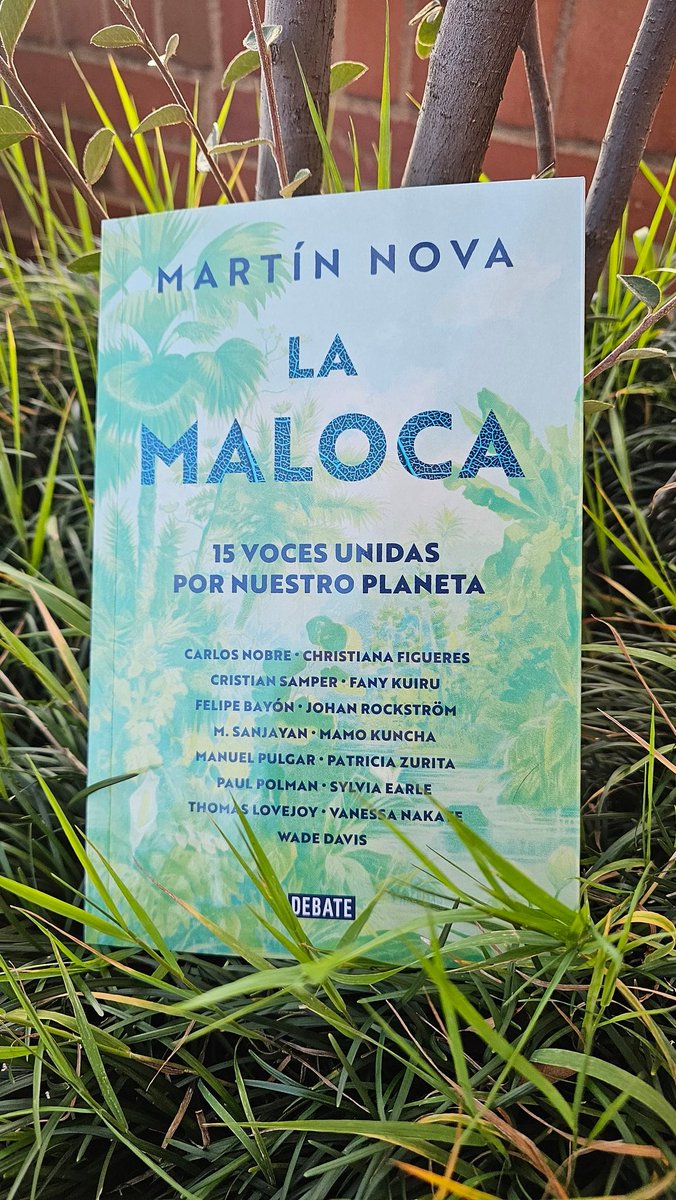 MARTÍN NOVA
LA
MALOCA
15 VOCES UNIDAS
POR NUESTRO PLANETA
CARLOS NOBRE · CHRISTIANA FIGUERES
CRISTIAN SAMPER · FANY KUIRU
FELIPE BAYÓN · JOHAN ROCKSTRÖM
M. SANJAYAN · MAMO KUNCHA
MANUEL PULGAR · PATRICIA ZURITA
PAUL POLMAN · SYLVIA EARLE
THOMAS LOVEJOY · VANESSA NAKATE
WADE DAVIS
DEBATE